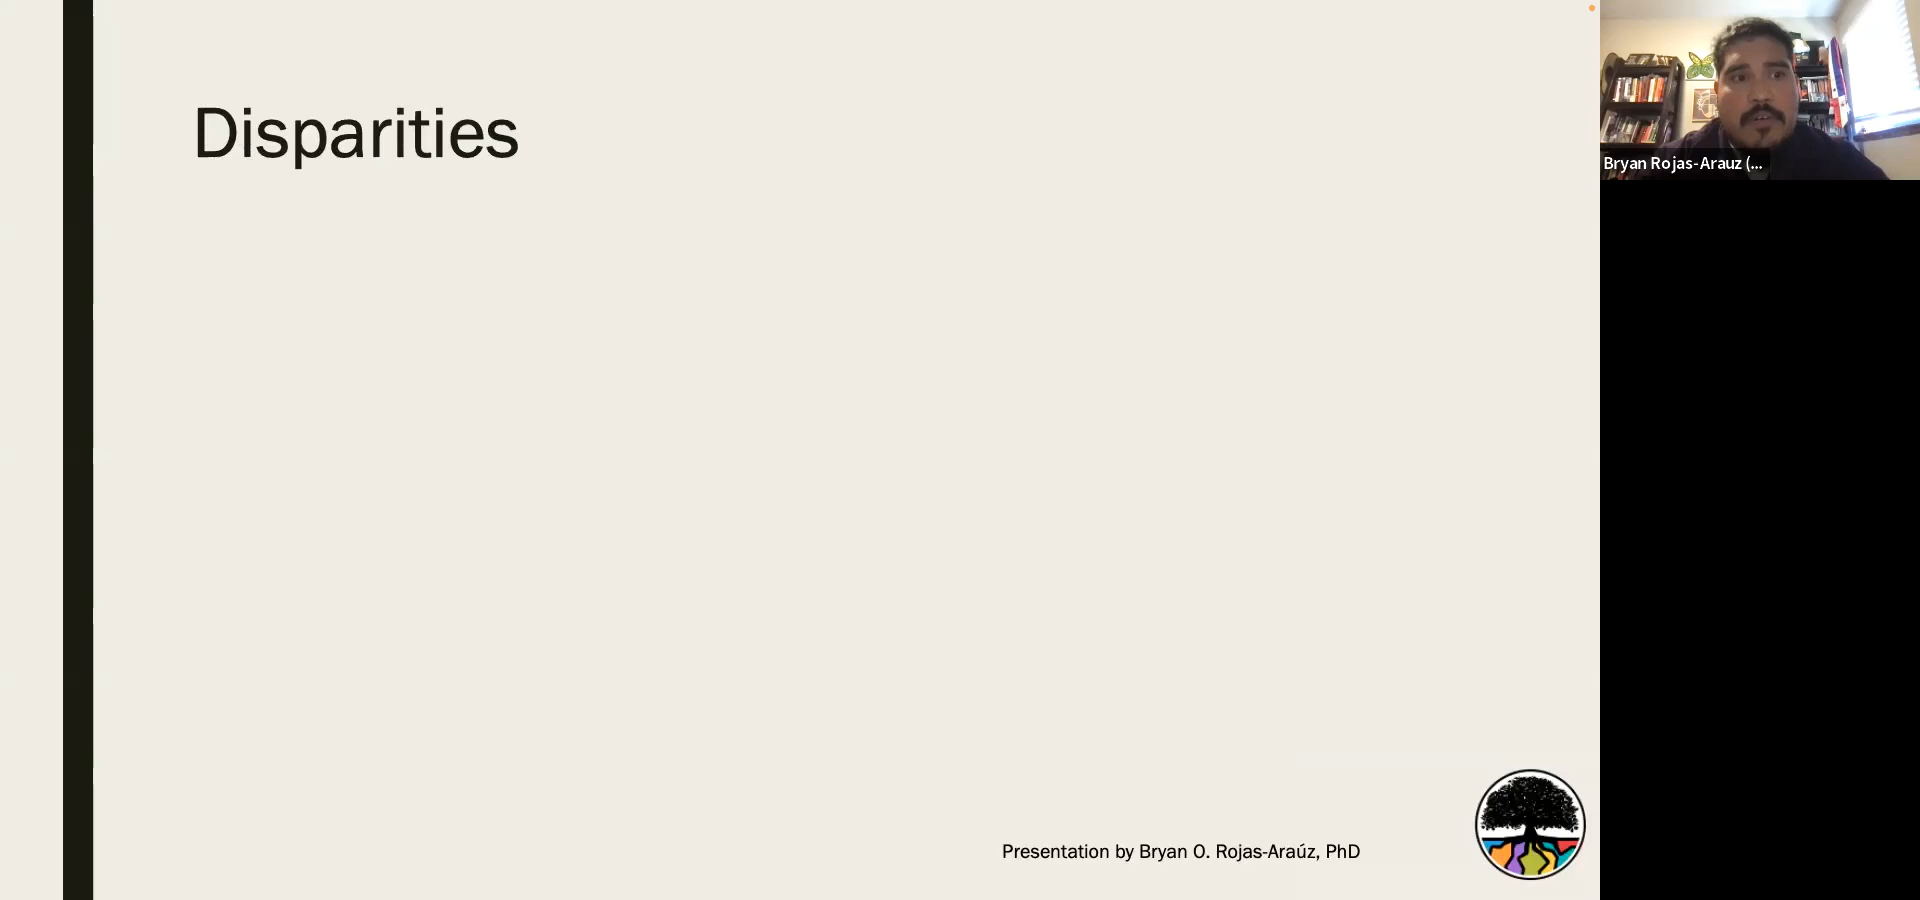 Disparities
Bryan Rojas-Arauz (...
Presentation by Bryan O. Rojas-Araúz, PhD